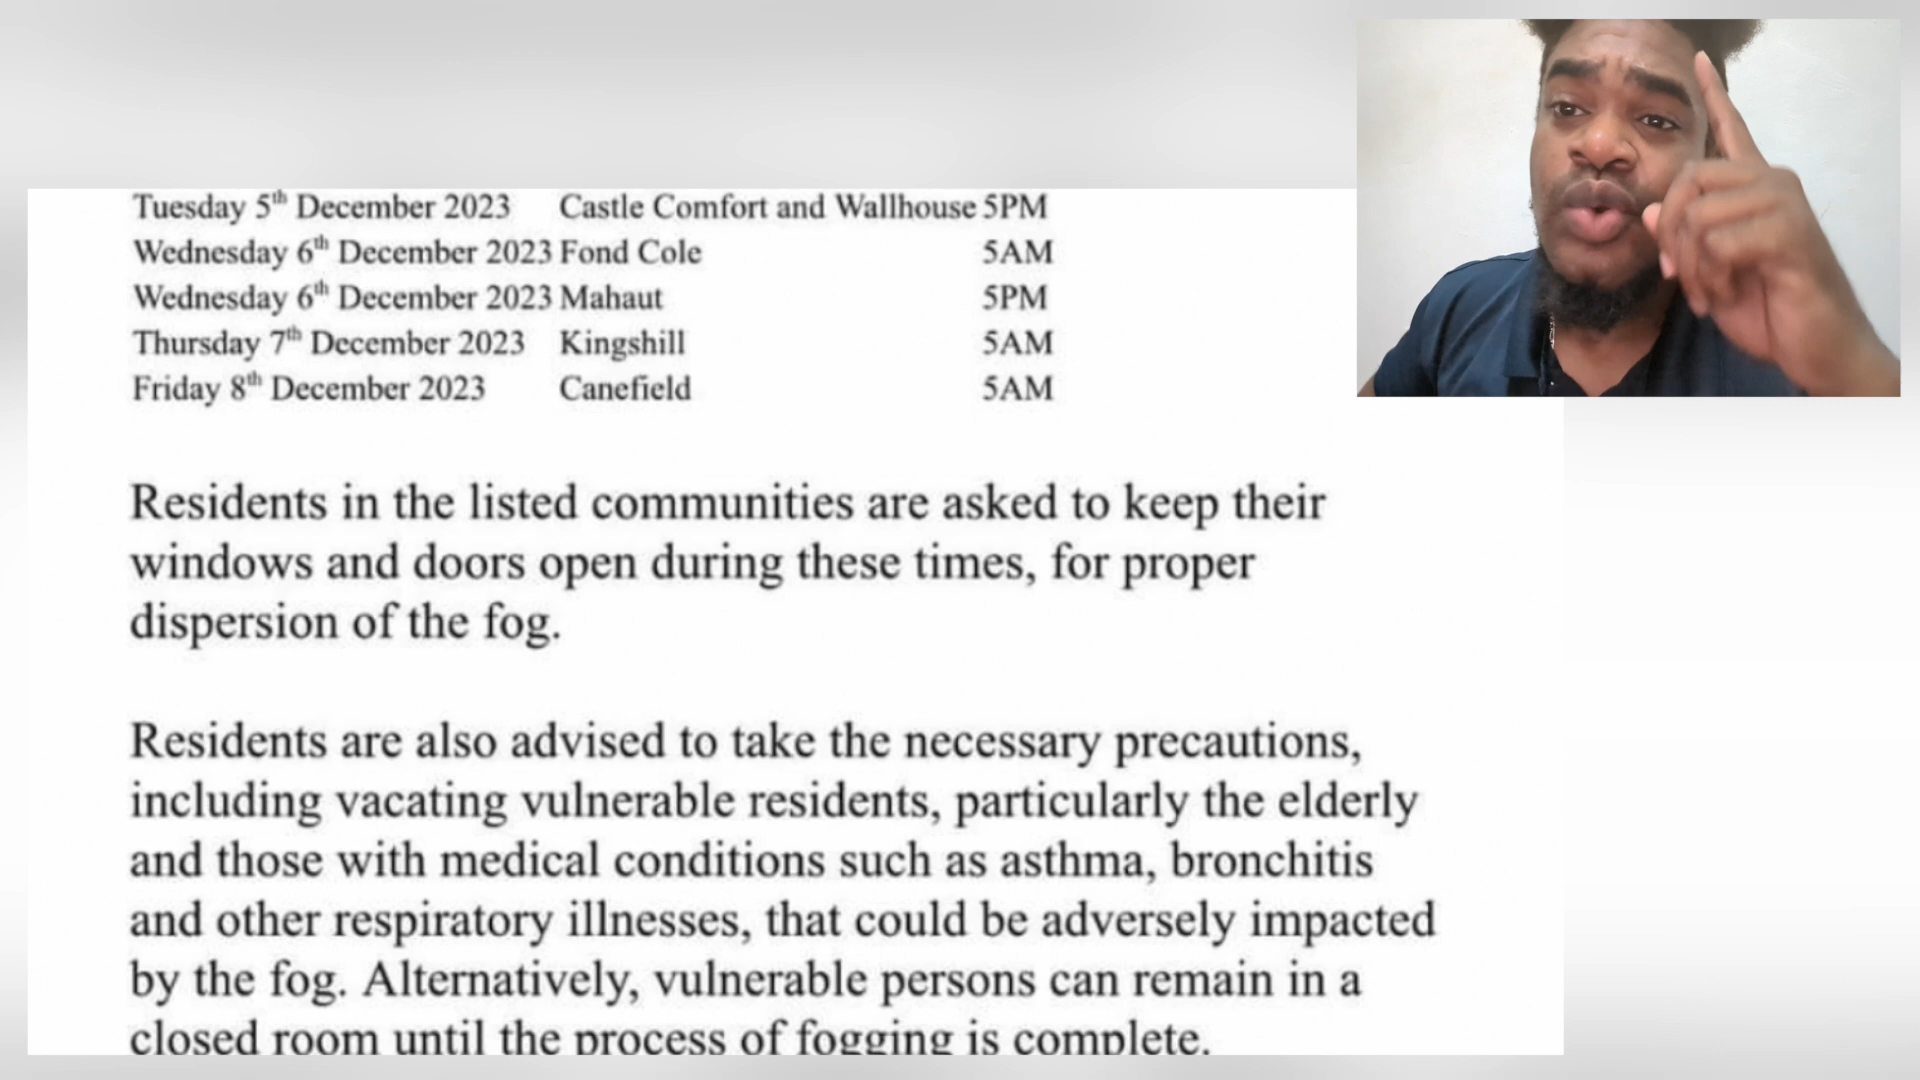 Tuesday 5th December 2023 Castle Comfort and Wallhouse 5PM
Wednesday 6th December 2023 Fond Cole 5AM
Wednesday 6th December 2023 Mahaut 5PM
Thursday 7th December 2023 Kingshill 5AM
Friday 8th December 2023 Canefield 5AM
Residents in the listed communities are asked to keep their
windows and doors open during these times, for proper
dispersion of the fog.
Residents are also advised to take the necessary precautions,
including vacating vulnerable residents, particularly the elderly
and those with medical conditions such as asthma, bronchitis
and other respiratory illnesses, that could be adversely impacted
by the fog. Alternatively, vulnerable persons can remain in a
closed room until the process of fogging is complete.